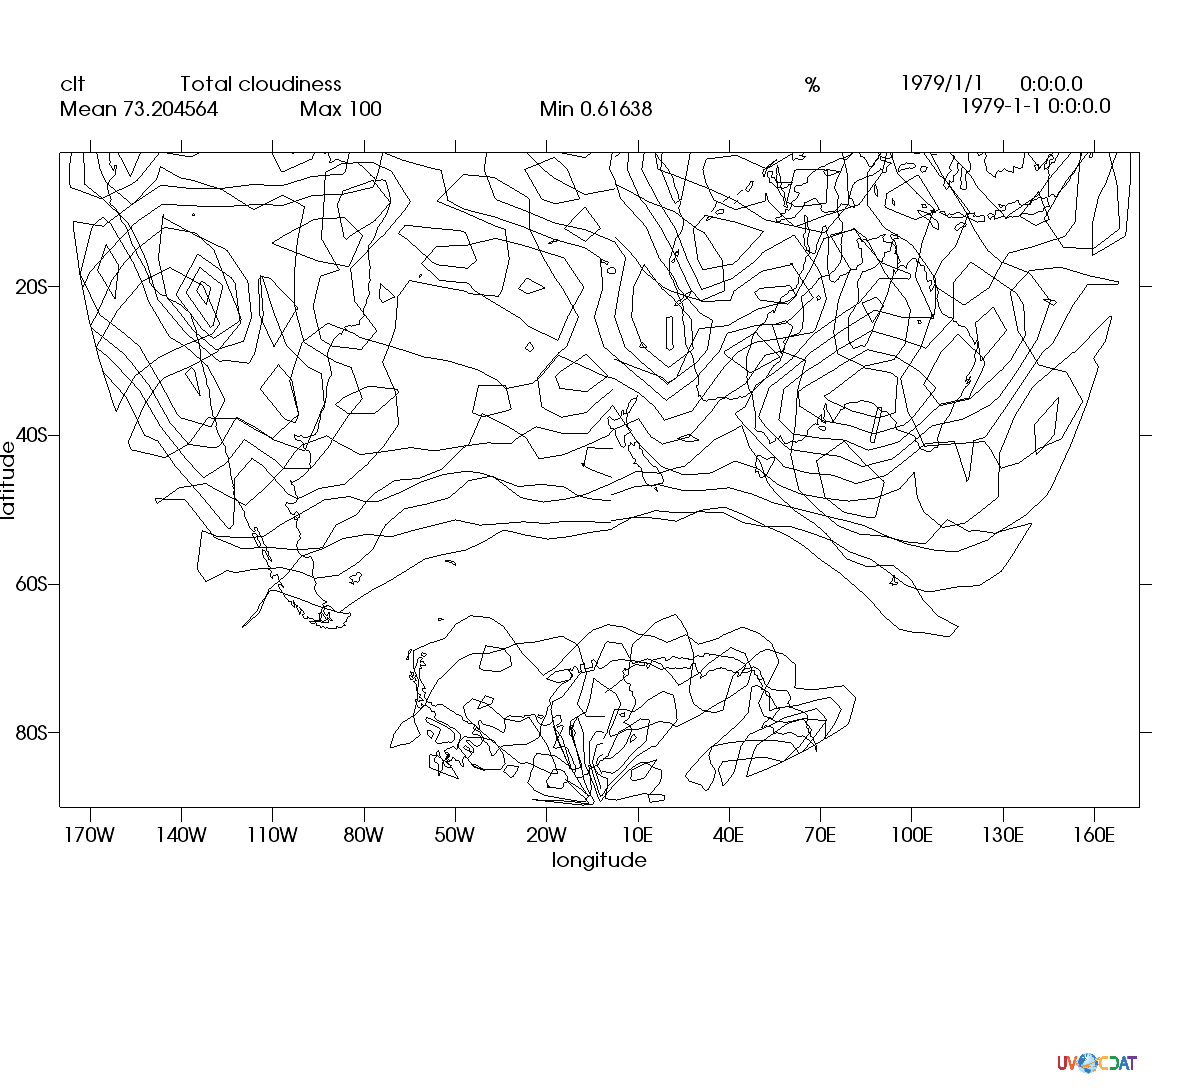 clt Total cloudiness % 1979/1/1 0:0:0.0
Mean 73.204564 Max 100 Min 0.61638 1979-1-1 0:0:0.0
20S
40S
60S
80S
latitude
170W 140W 110W 80W 50W 20W 10E 40E 70E 100E 130E 160E
longitude
UVCDAT